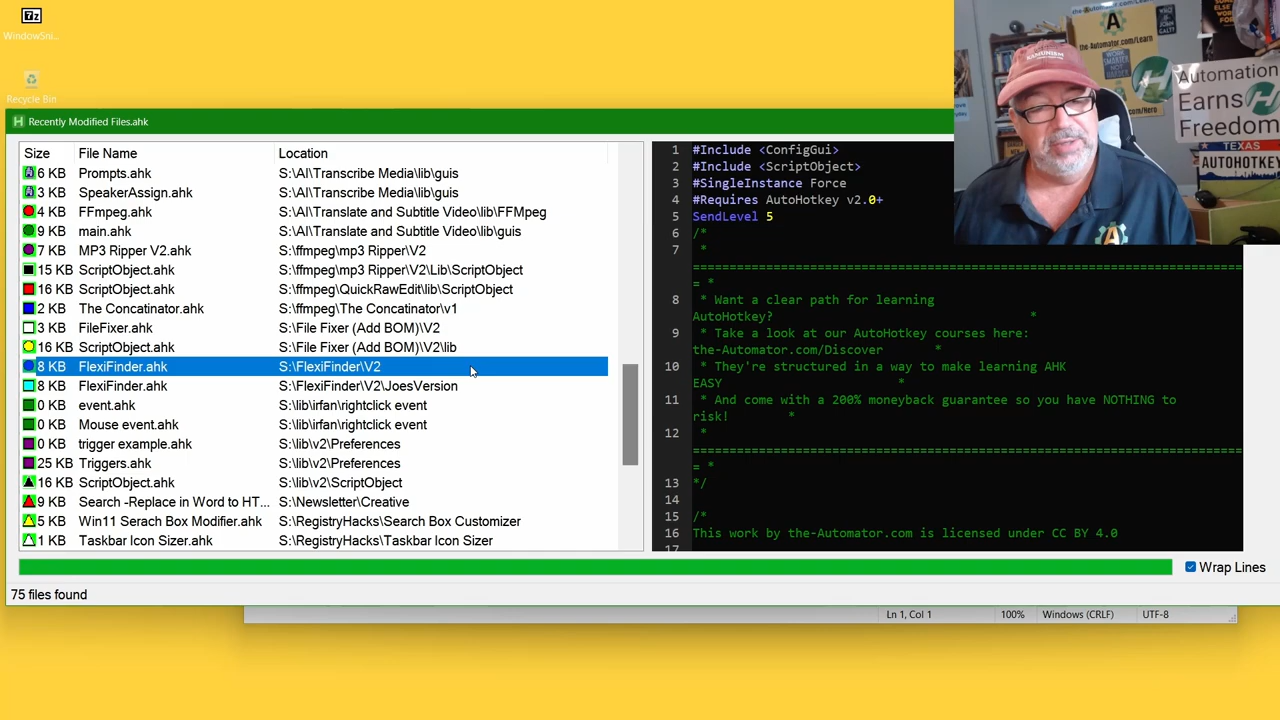 WindowSni...
Recycle Bin
Recently Modified Files.ahk
Size File Name Location
6 KB Prompts.ahk S:\AI\Transcribe Media\lib\guis
3 KB SpeakerAssign.ahk S:\AI\Transcribe Media\lib\guis
4 KB FFmpeg.ahk S:\AI\Translate and Subtitle Video\lib\FFMpeg
9 KB main.ahk S:\AI\Translate and Subtitle Video\lib\guis
7 KB MP3 Ripper V2.ahk S:\ffmpeg\mp3 Ripper\V2
15 KB ScriptObject.ahk S:\ffmpeg\mp3 Ripper\V2\Lib\ScriptObject
16 KB ScriptObject.ahk S:\ffmpeg\QuickRawEdit\lib\ScriptObject
2 KB The Concatinator.ahk S:\ffmpeg\The Concatinator\v1
3 KB FileFixer.ahk S:\File Fixer (Add BOM)\V2
16 KB ScriptObject.ahk S:\File Fixer (Add BOM)\V2\lib
8 KB FlexiFinder.ahk S:\FlexiFinder\V2
8 KB FlexiFinder.ahk S:\FlexiFinder\V2\JoesVersion
0 KB event.ahk S:\lib\irfan\rightclick event
0 KB Mouse event.ahk S:\lib\irfan\rightclick event
0 KB trigger example.ahk S:\lib\v2\Preferences
25 KB Triggers.ahk S:\lib\v2\Preferences
16 KB ScriptObject.ahk S:\lib\v2\ScriptObject
9 KB Search -Replace in Word to HT... S:\Newsletter\Creative
5 KB Win11 Serach Box Modifier.ahk S:\RegistryHacks\Search Box Customizer
1 KB Taskbar Icon Sizer.ahk S:\RegistryHacks\Taskbar Icon Sizer
1 #Include <ConfigGui>
2 #Include <ScriptObject>
3 #SingleInstance Force
4 #Requires AutoHotkey v2.0+
5 SendLevel 5
6 /*
7 *
=============================================================
= *
8 * Want a clear path for learning
AutoHotkey? *
9 * Take a look at our AutoHotkey courses here:
the-Automator.com/Discover *
10 * They're structured in a way to make learning AHK
EASY *
11 * And come with a 200% moneyback guarantee so you have NOTHING to
risk! *
12 *
=============================================================
= *
13 */
14
15 /*
16 This work by the-Automator.com is licensed under CC BY 4.0
17
Wrap Lines
75 files found
Ln 1, Col 1 100% Windows (CRLF) UTF-8
the-Automator.com/Learn
WHO IS
JOHN
GALT?
WORK
SMARTER
NOT
HARDER
Automation
Earns
Freedom
TEXAS
AUTOHOTKEY